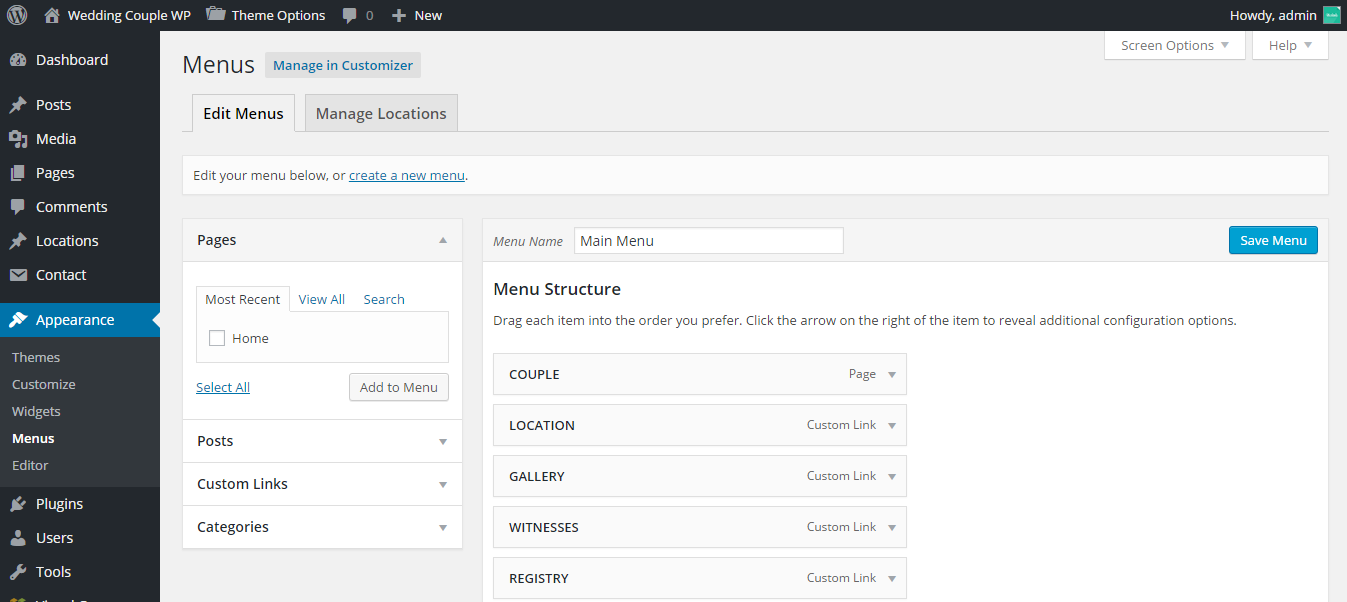 Wedding Couple WP Theme Options 0 New Howdy, admin
Screen Options Help
Dashboard
Posts
Media
Pages
Comments
Locations
Contact
Appearance
Themes
Customize
Widgets
Menus
Editor
Plugins
Users
Tools
Menus Manage in Customizer
Edit Menus Manage Locations
Edit your menu below, or create a new menu.
Pages
Most Recent View All Search
Home
Select All Add to Menu
Posts
Custom Links
Categories
Menu Name Main Menu Save Menu
Menu Structure
Drag each item into the order you prefer. Click the arrow on the right of the item to reveal additional configuration options.
COUPLE Page
LOCATION Custom Link
GALLERY Custom Link
WITNESSES Custom Link
REGISTRY Custom Link